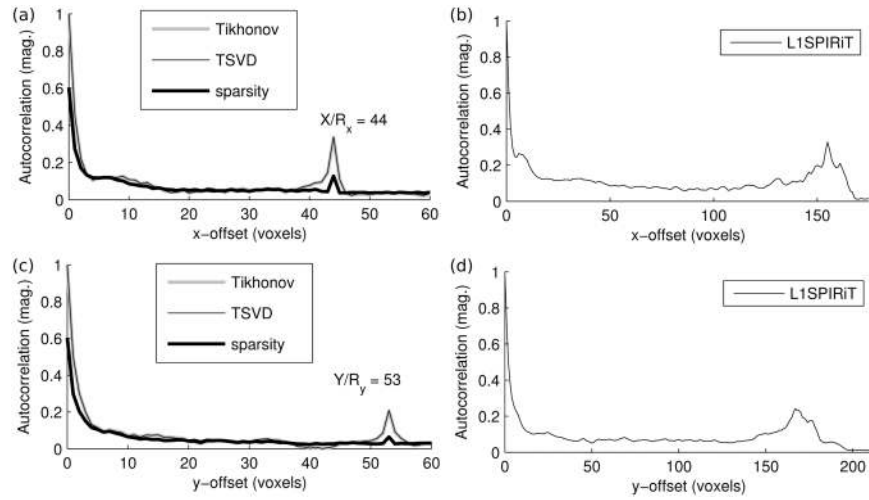 (a)
Autocorrelation (mag.)
1
0.8
0.6
0.4
0.2
0
Tikhonov
TSVD
sparsity
X/Rx = 44
0 10 20 30 40 50 60
x-offset (voxels)
(b)
Autocorrelation (mag.)
1
0.8
0.6
0.4
0.2
0
L1SPIRiT
0 50 100 150
x-offset (voxels)
(c)
Autocorrelation (mag.)
1
0.8
0.6
0.4
0.2
0
Tikhonov
TSVD
sparsity
Y/Ry = 53
0 10 20 30 40 50 60
y-offset (voxels)
(d)
Autocorrelation (mag.)
1
0.8
0.6
0.4
0.2
0
L1SPIRiT
0 50 100 150 200
y-offset (voxels)